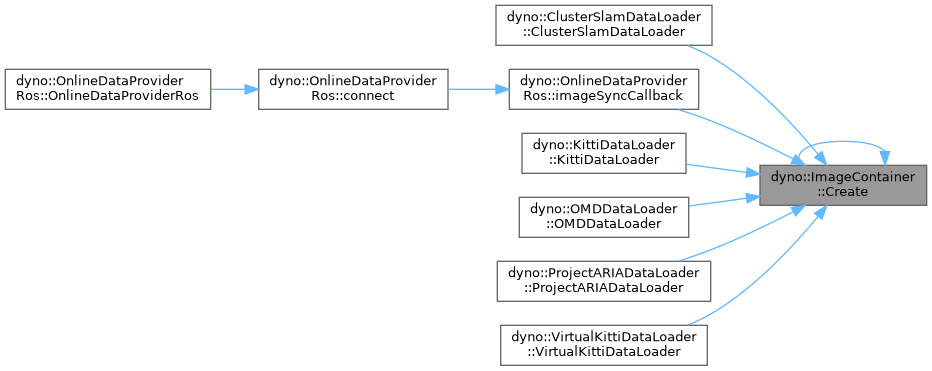 dyno::ClusterSlamDataLoader
::ClusterSlamDataLoader
dyno::OnlineDataProvider
Ros::OnlineDataProviderRos
dyno::OnlineDataProvider
Ros::connect
dyno::OnlineDataProvider
Ros::imageSyncCallback
dyno::KittiDataLoader
::KittiDataLoader
dyno::ImageContainer
::Create
dyno::OMDDataLoader
::OMDDataLoader
dyno::ProjectARIADataLoader
::ProjectARIADataLoader
dyno::VirtualKittiDataLoader
::VirtualKittiDataLoader